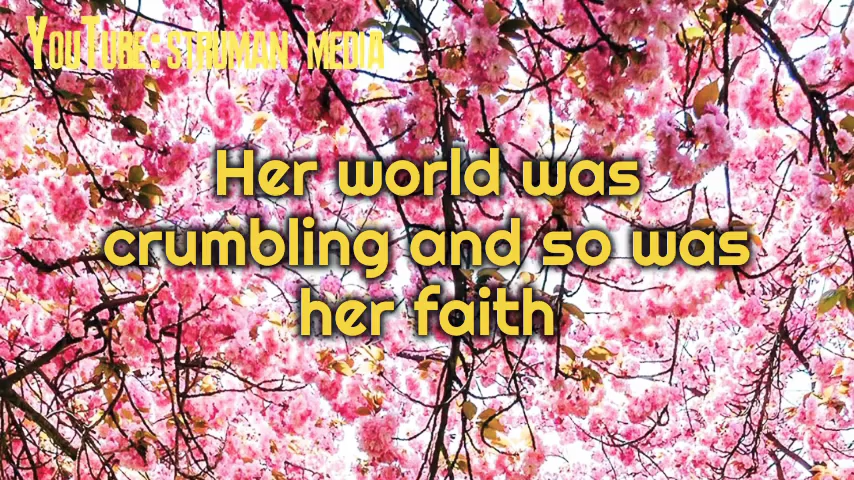 YouTube: struman media
Her world was
crumbling and so was
her faith